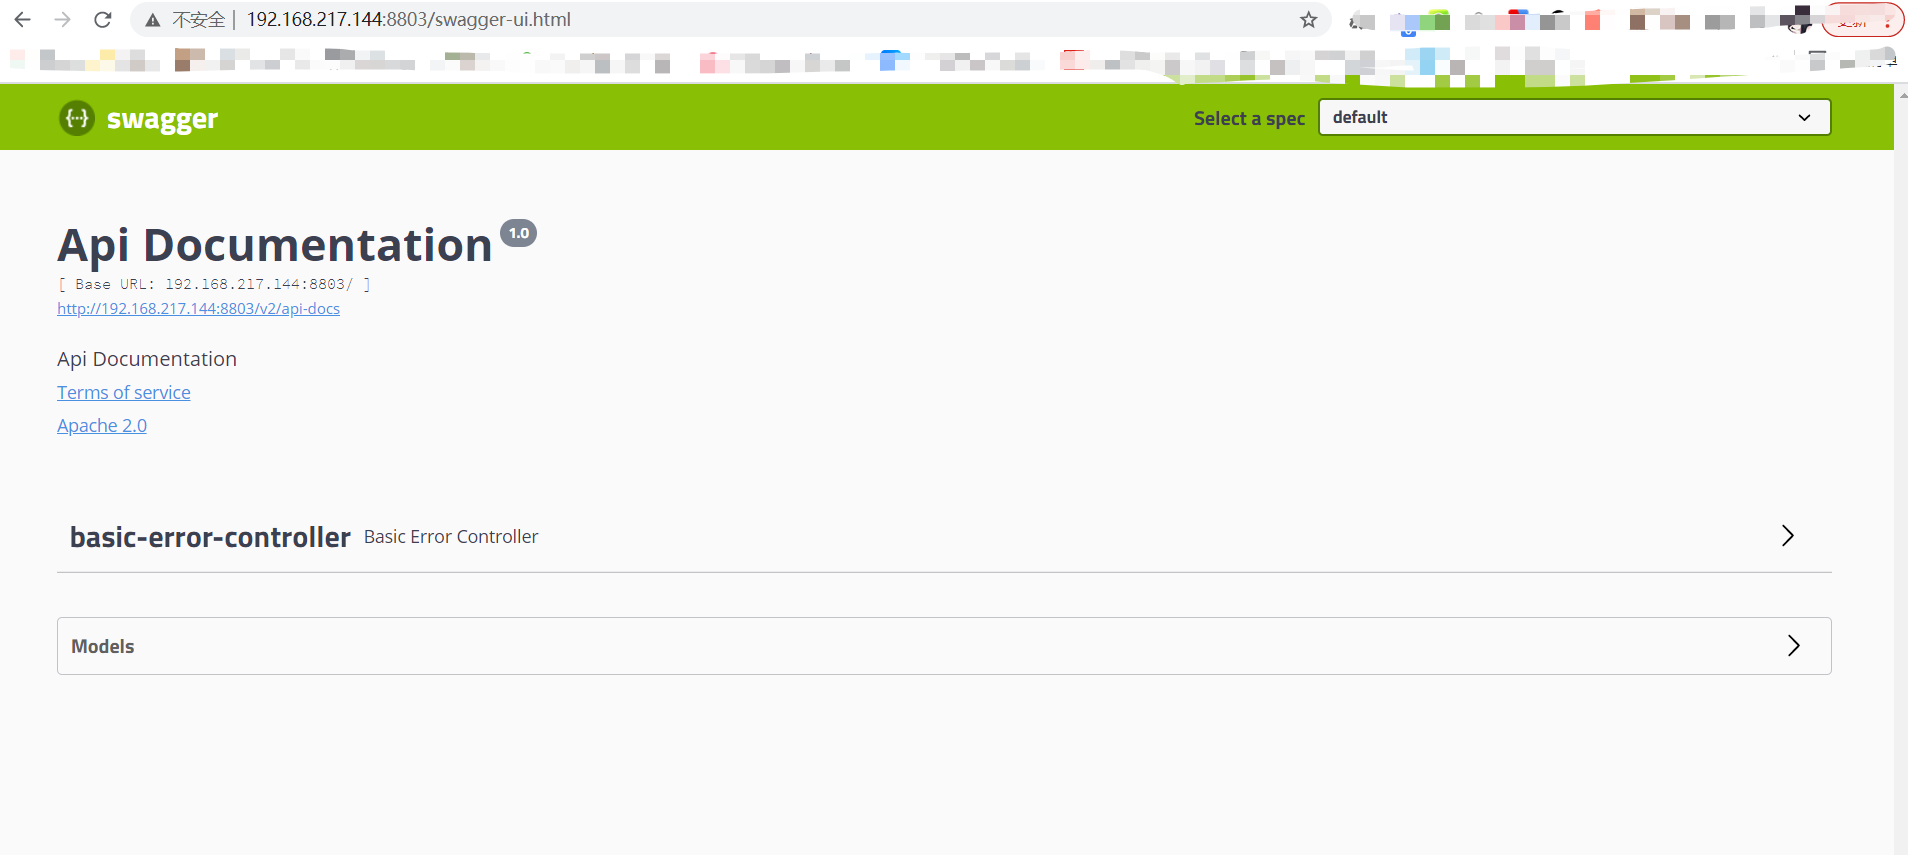 不安全 192.168.217.144:8803/swagger-ui.html
swagger
Select a spec
default
Api Documentation 1.0
[ Base URL: 192.168.217.144:8803/ ]
http://192.168.217.144:8803/v2/api-docs
Api Documentation
Terms of service
Apache 2.0
basic-error-controller Basic Error Controller
Models